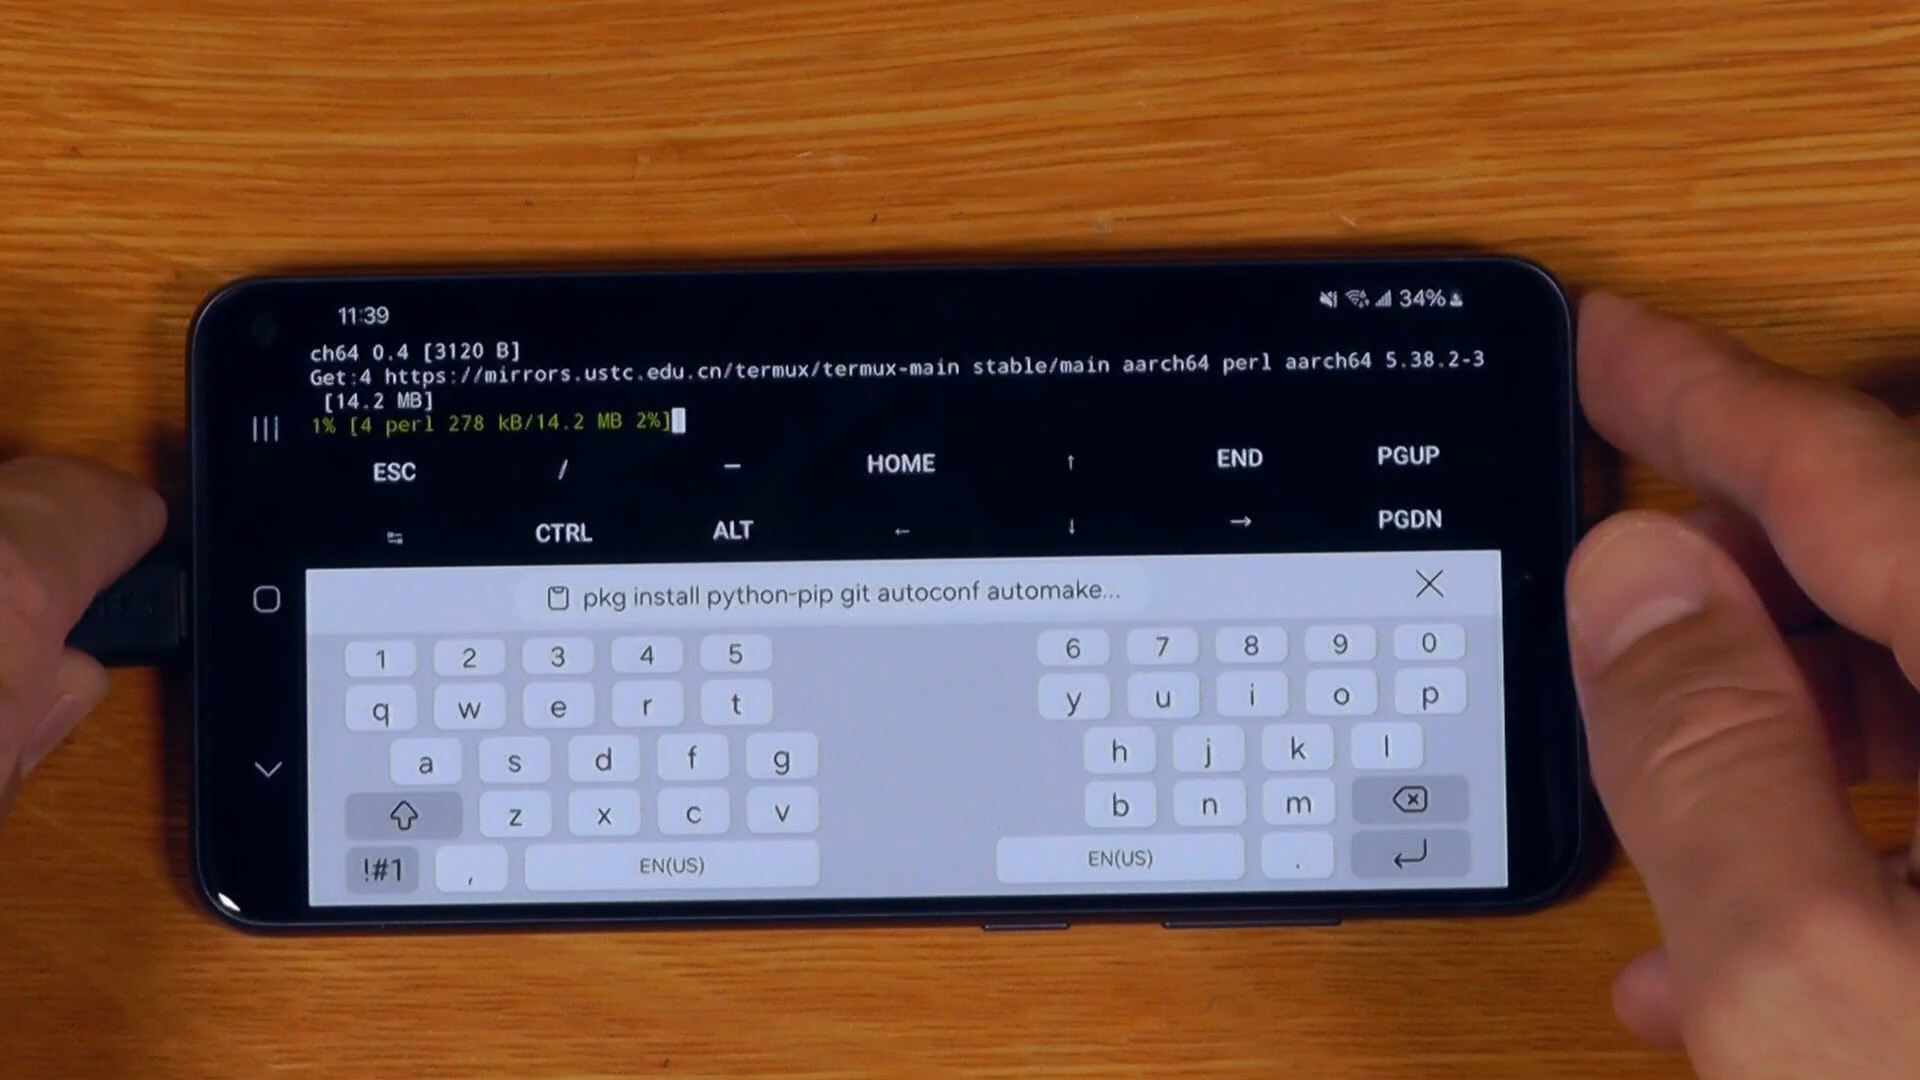 11:39
34%
ch64 0.4 [3120 B]
Get:4 https://mirrors.ustc.edu.cn/termux/termux-main stable/main aarch64 perl aarch64 5.38.2-3
[14.2 MB]
1% [4 perl 278 kB/14.2 MB 2%]
ESC / — HOME ↑ END PGUP
↹ CTRL ALT ← ↓ → PGDN
pkg install python-pip git autoconf automake...
1 2 3 4 5 6 7 8 9 0
q w e r t y u i o p
a s d f g h j k l
z x c v b n m
!#1 , EN(US) EN(US) .